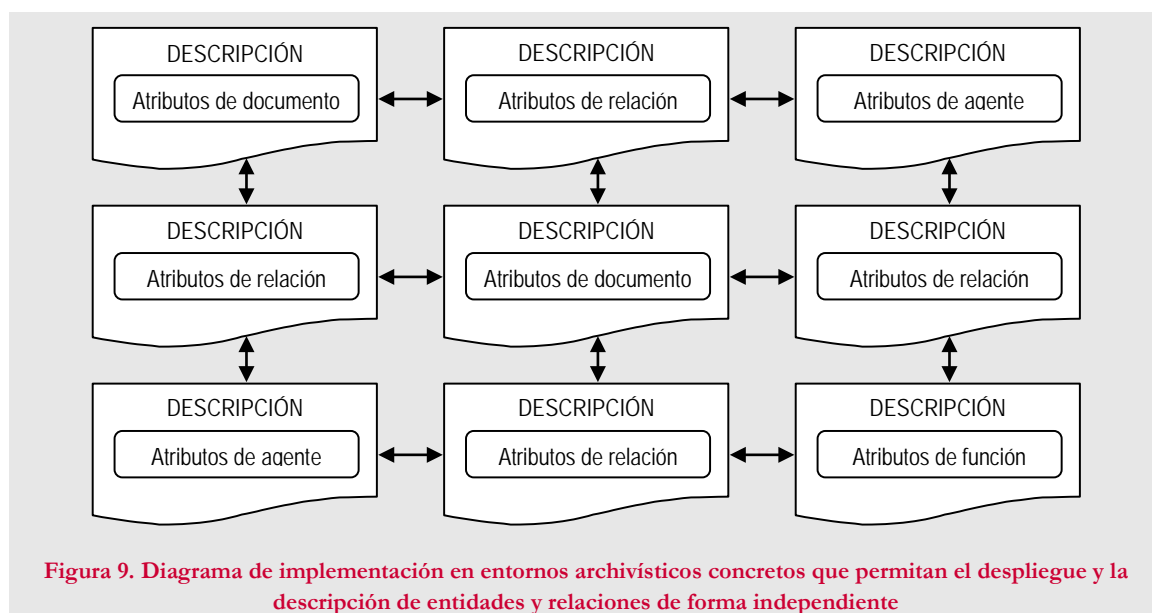 DESCRIPCIÓN
Atributos de documento
DESCRIPCIÓN
Atributos de relación
DESCRIPCIÓN
Atributos de agente
DESCRIPCIÓN
Atributos de relación
DESCRIPCIÓN
Atributos de documento
DESCRIPCIÓN
Atributos de relación
DESCRIPCIÓN
Atributos de agente
DESCRIPCIÓN
Atributos de relación
DESCRIPCIÓN
Atributos de función
Figura 9. Diagrama de implementación en entornos archivísticos concretos que permitan el despliegue y la
descripción de entidades y relaciones de forma independiente